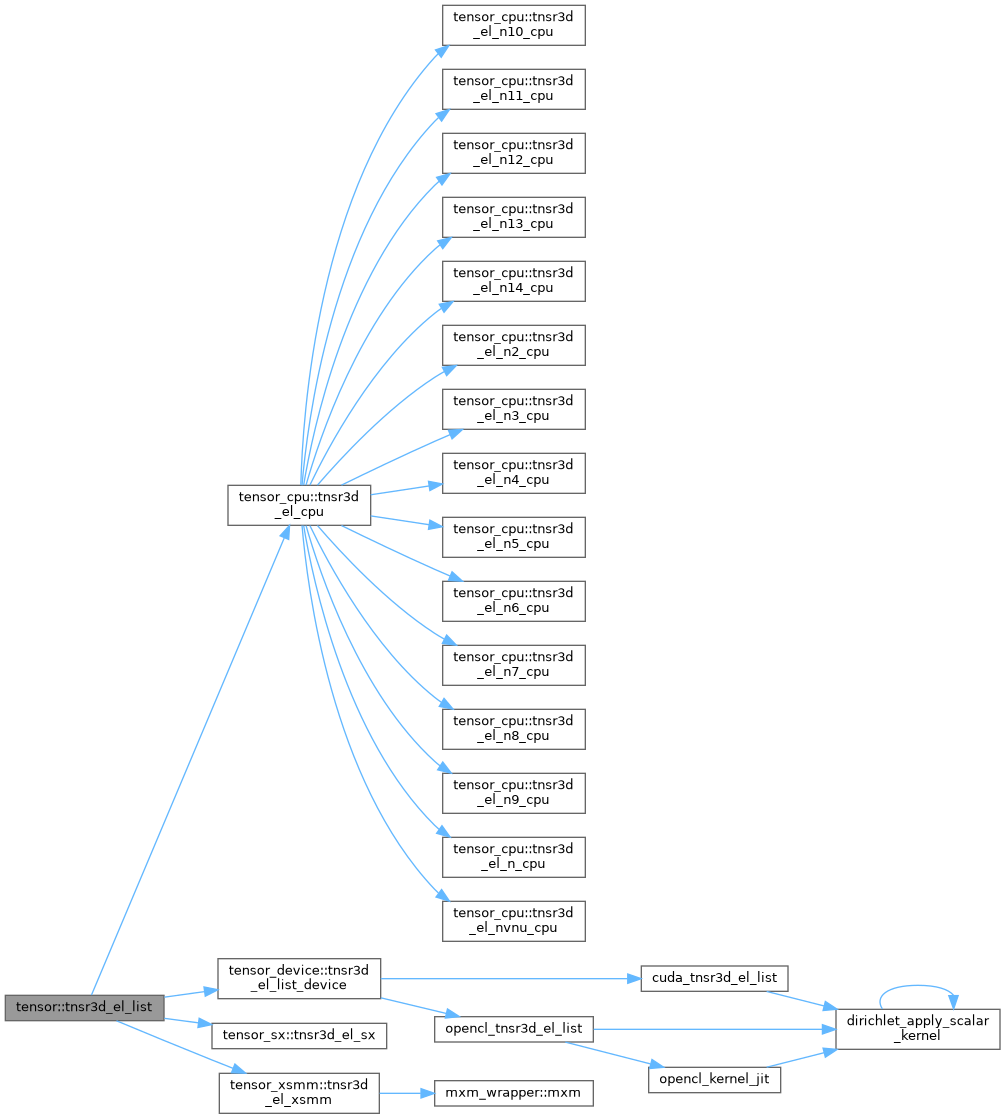 tensor_cpu::tnsr3d
_el_n10_cpu
tensor_cpu::tnsr3d
_el_n11_cpu
tensor_cpu::tnsr3d
_el_n12_cpu
tensor_cpu::tnsr3d
_el_n13_cpu
tensor_cpu::tnsr3d
_el_n14_cpu
tensor_cpu::tnsr3d
_el_n2_cpu
tensor_cpu::tnsr3d
_el_n3_cpu
tensor_cpu::tnsr3d
_el_n4_cpu
tensor_cpu::tnsr3d
_el_cpu
tensor_cpu::tnsr3d
_el_n5_cpu
tensor_cpu::tnsr3d
_el_n6_cpu
tensor_cpu::tnsr3d
_el_n7_cpu
tensor_cpu::tnsr3d
_el_n8_cpu
tensor_cpu::tnsr3d
_el_n9_cpu
tensor_cpu::tnsr3d
_el_n_cpu
tensor_cpu::tnsr3d
_el_nvnu_cpu
tensor::tnsr3d_el_list
tensor_device::tnsr3d
_el_list_device
cuda_tnsr3d_el_list
tensor_sx::tnsr3d_el_sx
opencl_tnsr3d_el_list
dirichlet_apply_scalar
_kernel
opencl_kernel_jit
tensor_xsmm::tnsr3d
_el_xsmm
mxm_wrapper::mxm